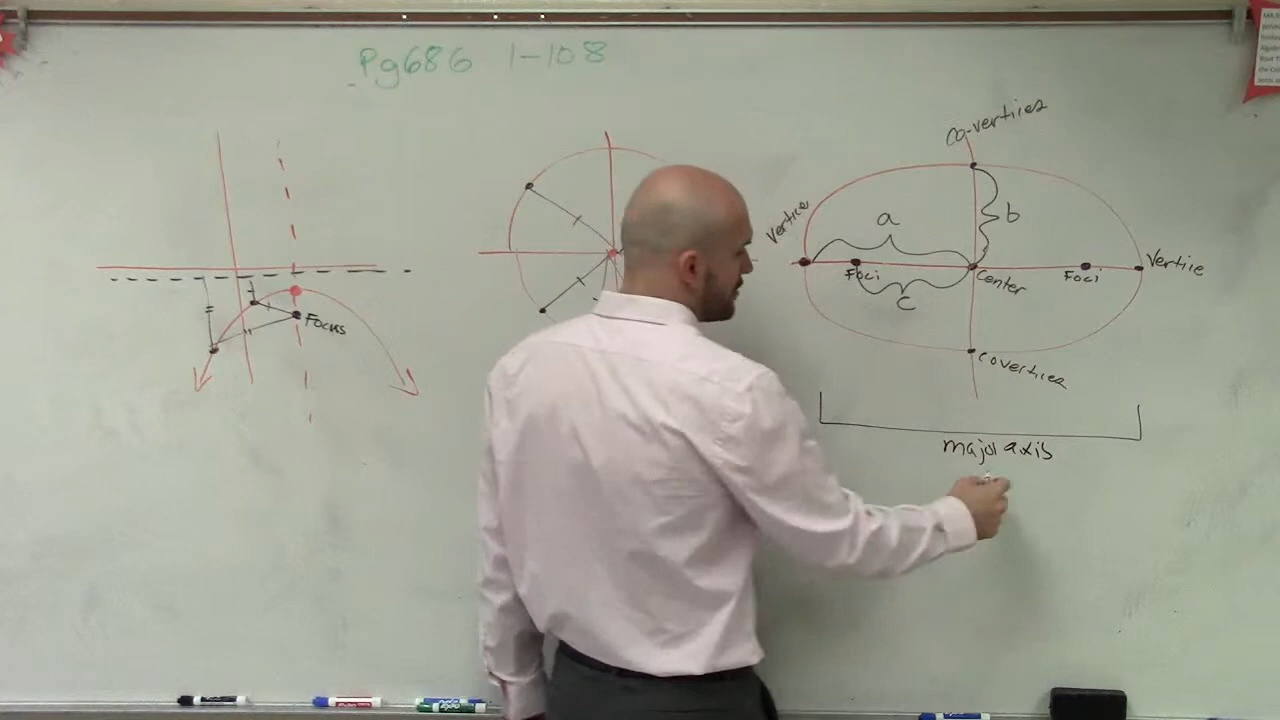 Pg686 1-108
Co-vertices
Vertice
a
b
Vertice
Foci
Center
Foci
c
Focus
Covertices
major axis